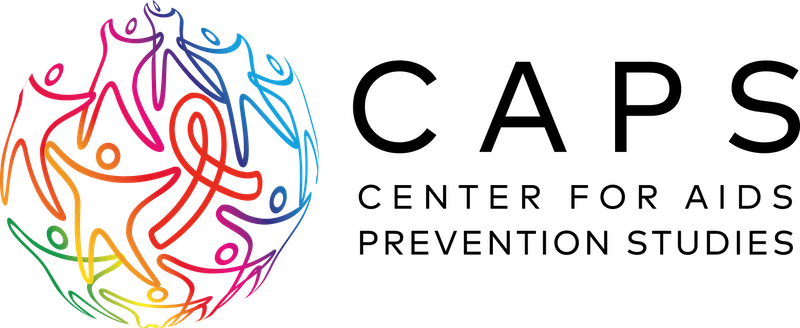 CAPS
CENTER FOR AIDS
PREVENTION STUDIES